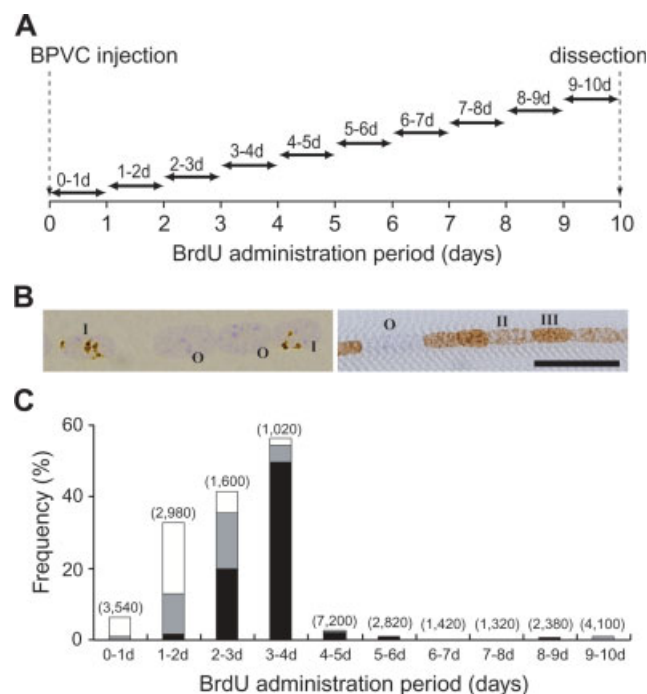 A
BPVC injection
dissection
0-1d
1-2d
2-3d
3-4d
4-5d
5-6d
6-7d
7-8d
8-9d
9-10d
0 1 2 3 4 5 6 7 8 9 10
BrdU administration period (days)
B
I O O I O II III
C
Frequency (%)
60
40
20
0
(3,540)
(2,980)
(1,600)
(1,020)
(7,200)
(2,820)
(1,420)
(1,320)
(2,380)
(4,100)
0-1d 1-2d 2-3d 3-4d 4-5d 5-6d 6-7d 7-8d 8-9d 9-10d
BrdU administration period (days)